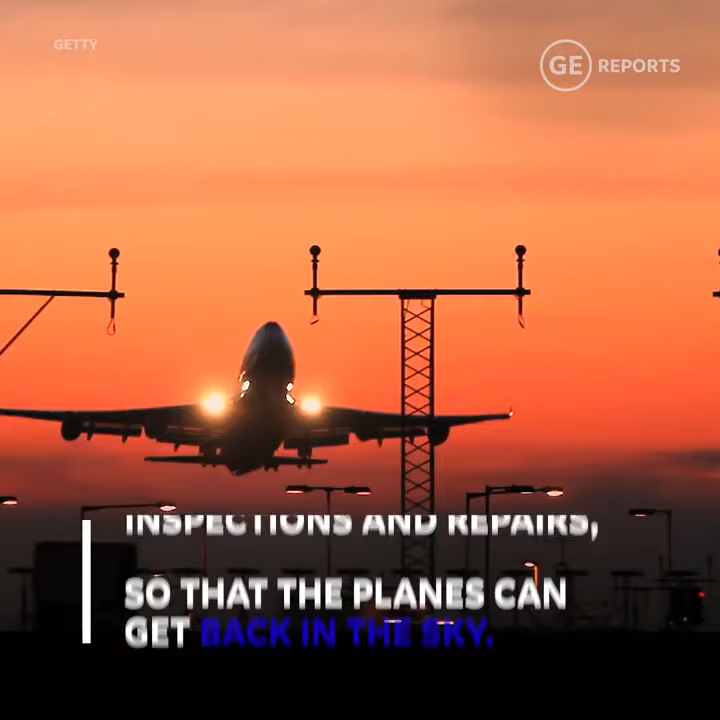 GETTY
GE REPORTS
INSPECTIONS AND REPAIRS,
SO THAT THE PLANES CAN
GET BACK IN THE SKY.